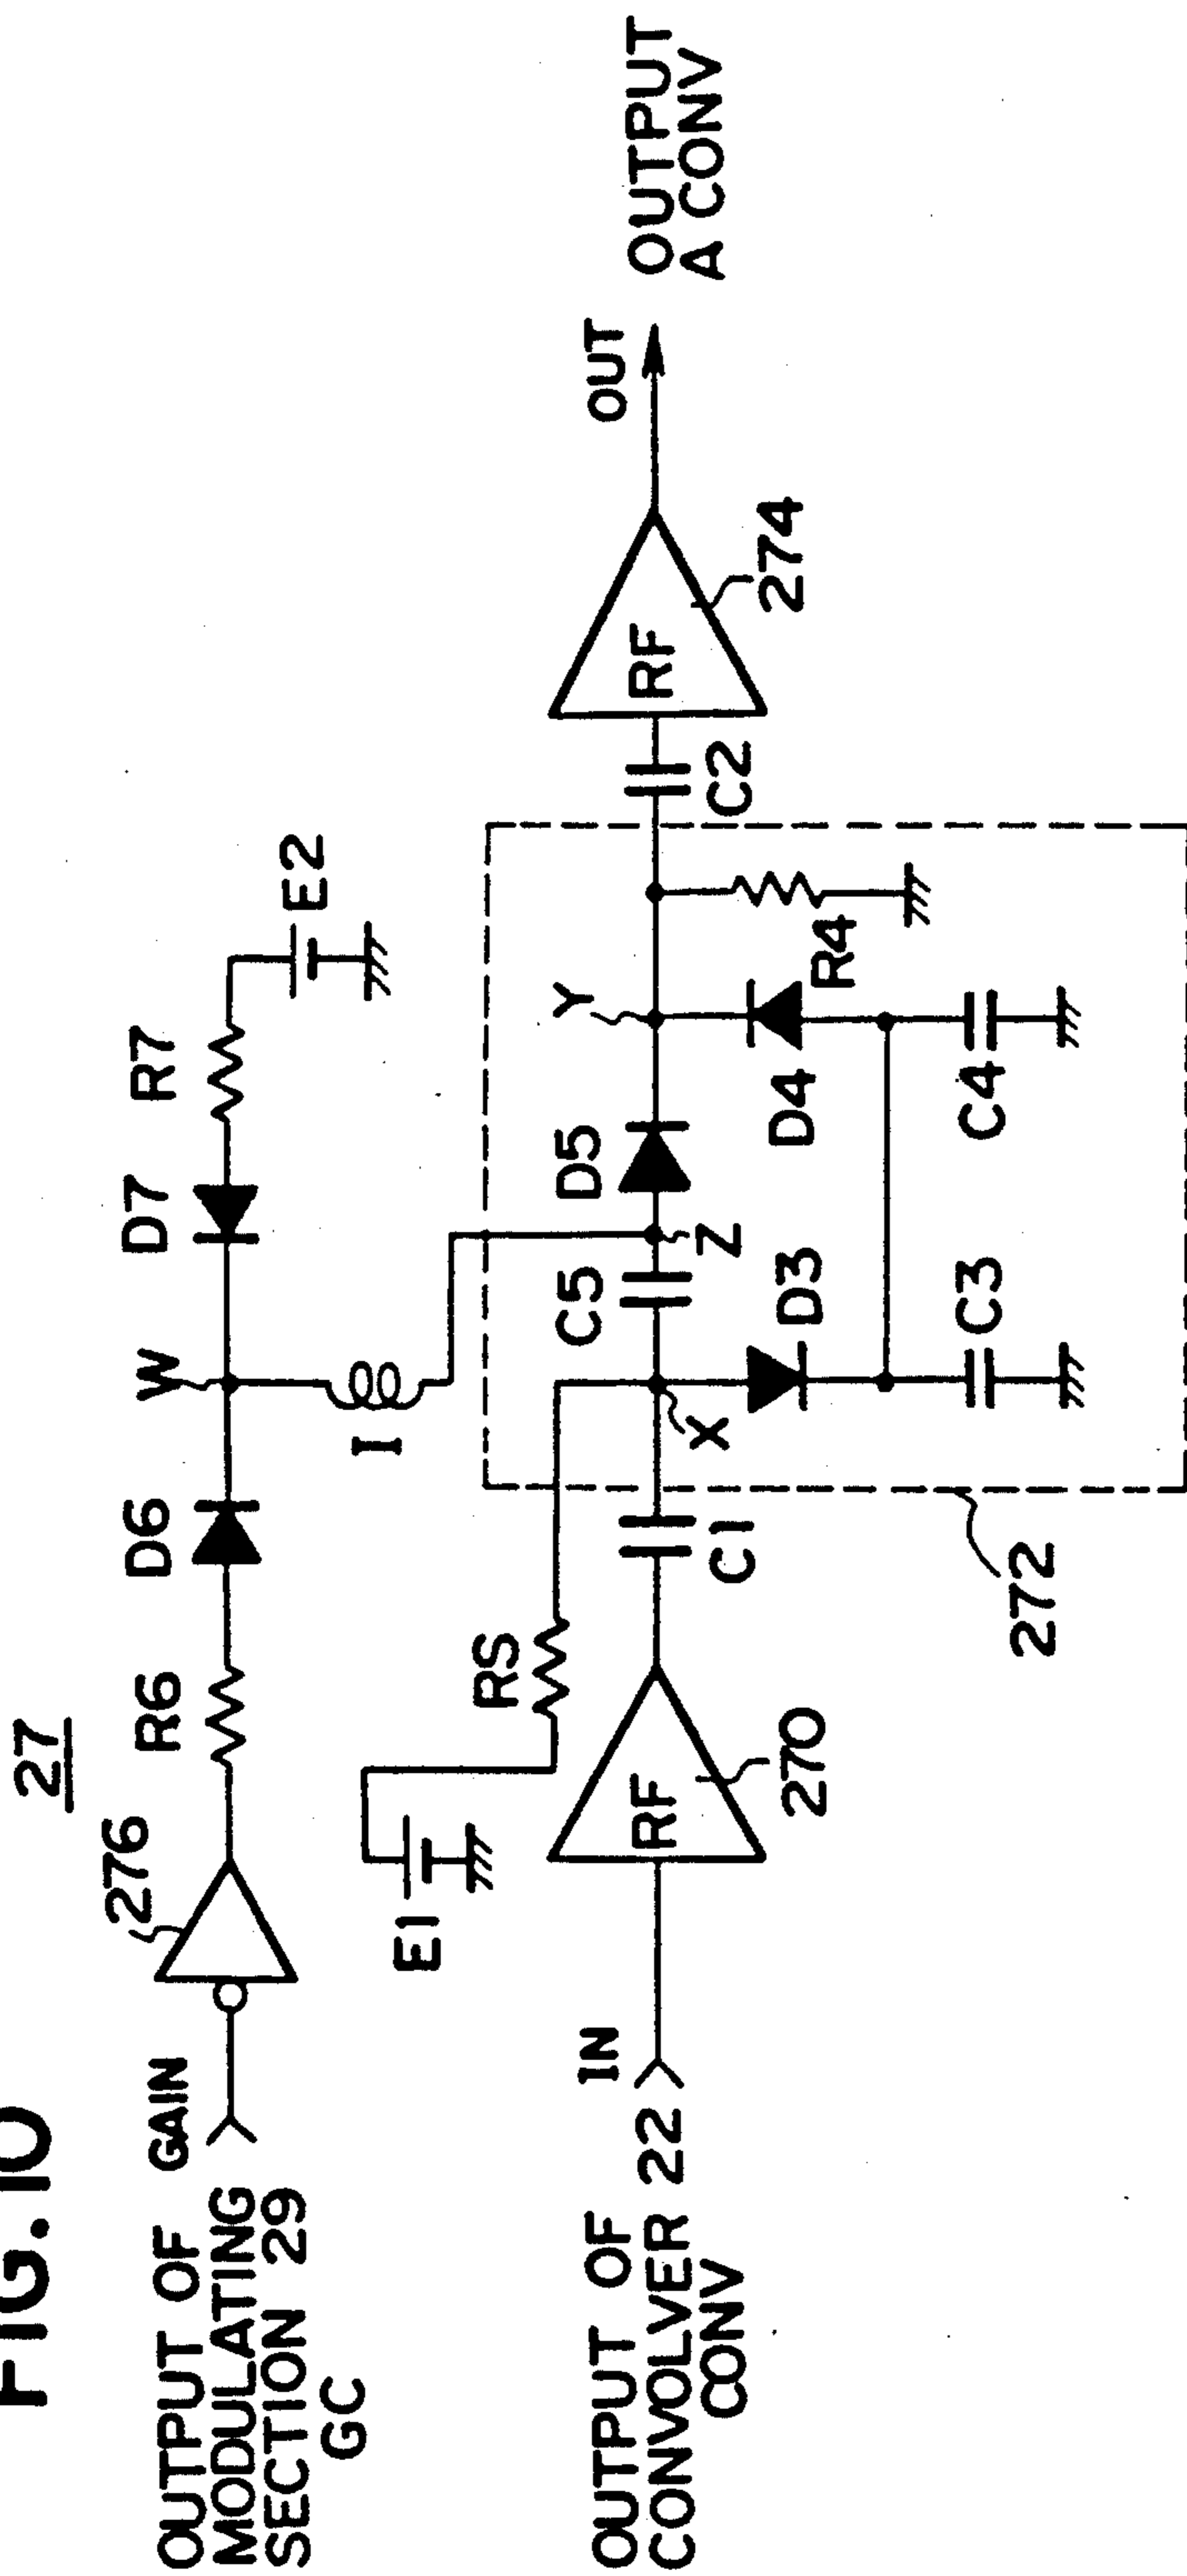 FIG.10
27
OUTPUT OF
MODULATING
SECTION 29
GC
GAIN
276
R6
D6
W
D7
R7
E2
I
E1
RS
OUTPUT OF
CONVOLVER 22
CONV
IN
RF
270
C1
X
C5
Z
D5
Y
D3
D4
R4
C3
C4
272
C2
RF
274
OUT
OUTPUT
A CONV